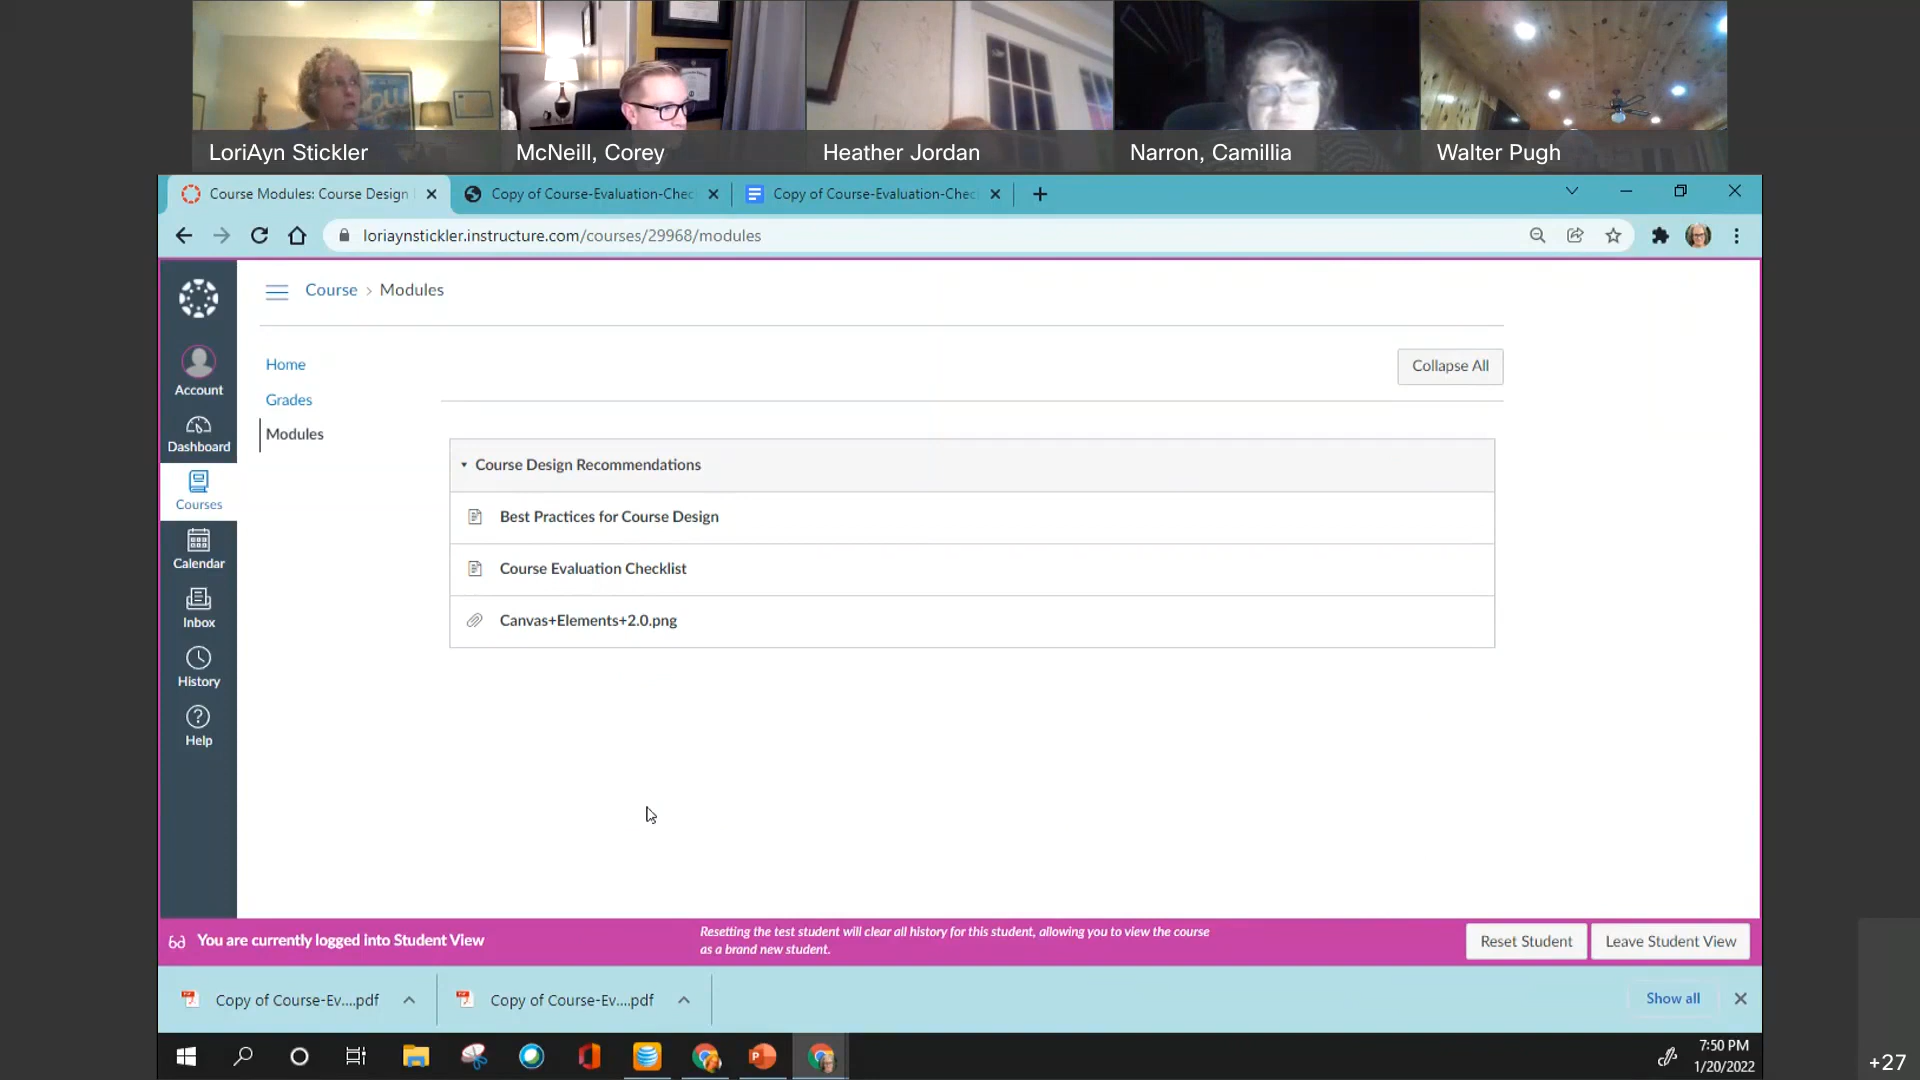 LoriAyn Stickler
McNeill, Corey
Heather Jordan
Narron, Camillia
Walter Pugh
Course Modules: Course Design
Copy of Course-Evaluation-Chec
Copy of Course-Evaluation-Chec
loriaynstickler.instructure.com/courses/29968/modules
Course > Modules
Account
Dashboard
Courses
Calendar
Inbox
History
Help
Home
Grades
Modules
Collapse All
Course Design Recommendations
Best Practices for Course Design
Course Evaluation Checklist
Canvas+Elements+2.0.png
You are currently logged into Student View
Resetting the test student will clear all history for this student, allowing you to view the course
as a brand new student.
Reset Student
Leave Student View
Copy of Course-Ev....pdf
Copy of Course-Ev....pdf
Show all
7:50 PM
1/20/2022
+27